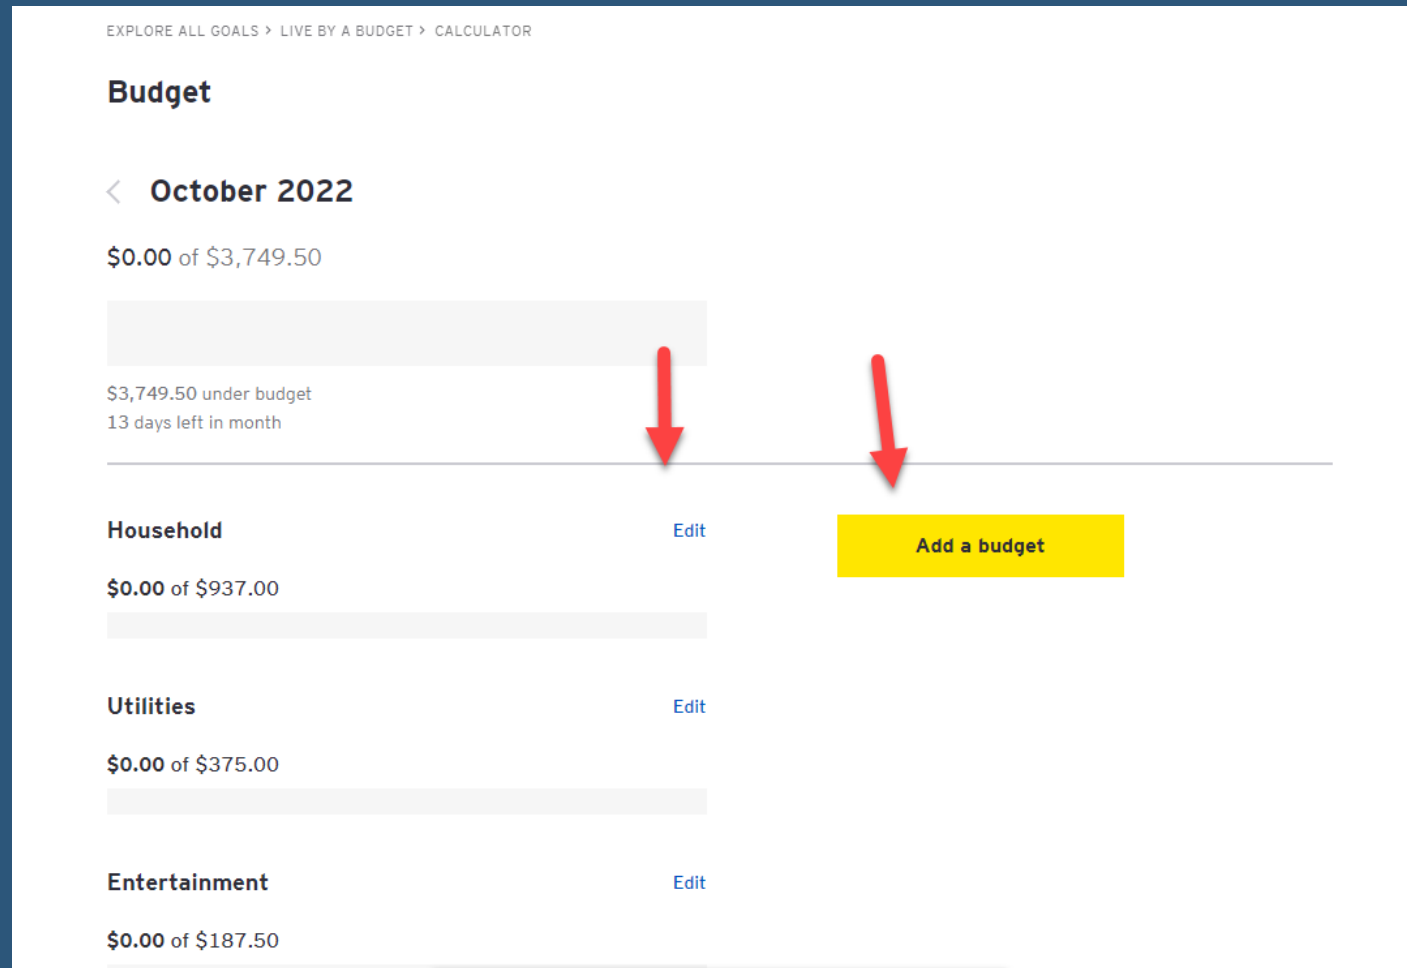 EXPLORE ALL GOALS > LIVE BY A BUDGET > CALCULATOR
Budget
October 2022
$0.00 of $3,749.50
$3,749.50 under budget
13 days left in month
Household Edit
Add a budget
$0.00 of $937.00
Utilities Edit
$0.00 of $375.00
Entertainment Edit
$0.00 of $187.50